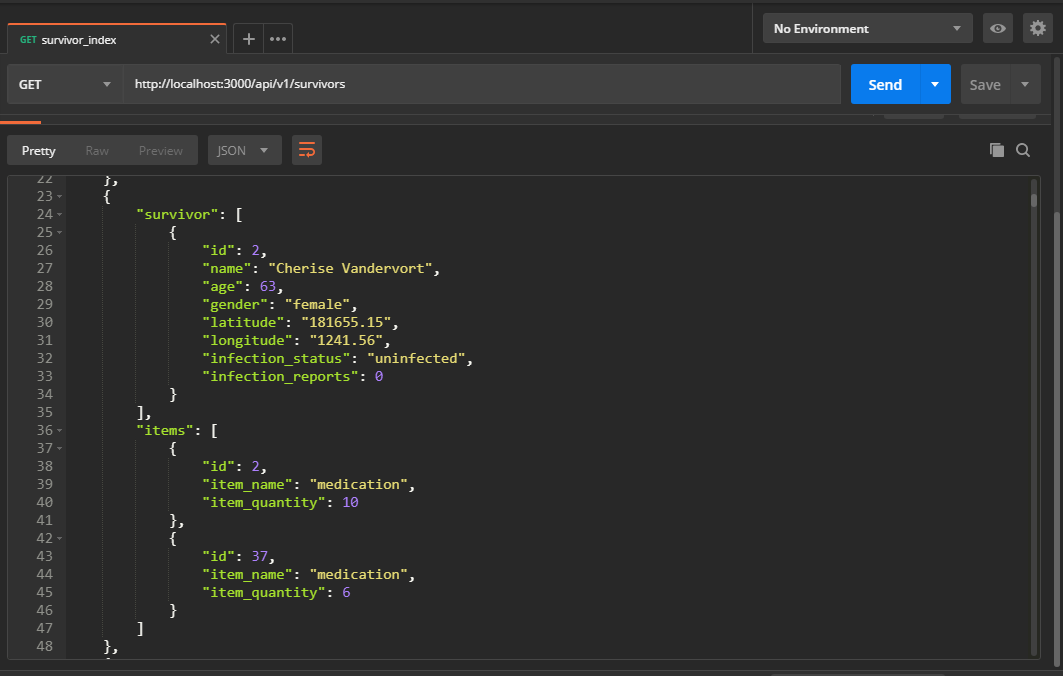 GET survivor_index
No Environment
GET http://localhost:3000/api/v1/survivors Send Save
Pretty Raw Preview JSON
22 },
23 {
24 "survivor": [
25 {
26 "id": 2,
27 "name": "Cherise Vandervort",
28 "age": 63,
29 "gender": "female",
30 "latitude": "181655.15",
31 "longitude": "1241.56",
32 "infection_status": "uninfected",
33 "infection_reports": 0
34 }
35 ],
36 "items": [
37 {
38 "id": 2,
39 "item_name": "medication",
40 "item_quantity": 10
41 },
42 {
43 "id": 37,
44 "item_name": "medication",
45 "item_quantity": 6
46 }
47 ]
48 },